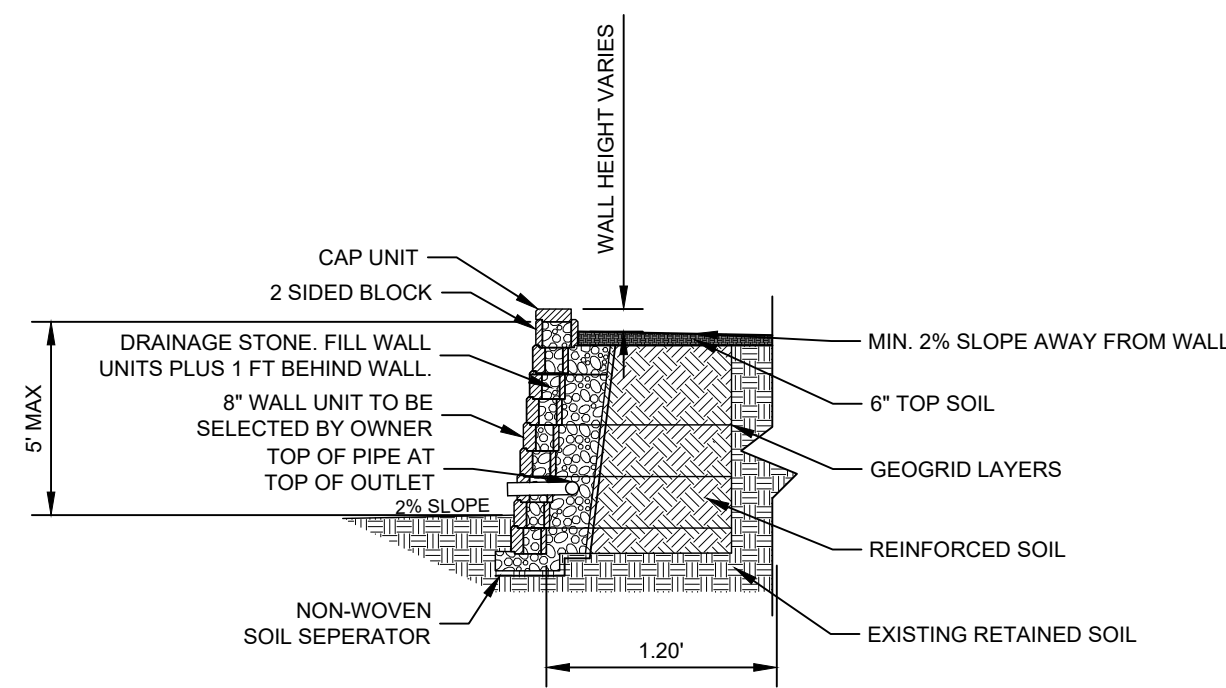 WALL HEIGHT VARIES
CAP UNIT
2 SIDED BLOCK
DRAINAGE STONE. FILL WALL
UNITS PLUS 1 FT BEHIND WALL.
8" WALL UNIT TO BE
SELECTED BY OWNER
TOP OF PIPE AT
TOP OF OUTLET
5' MAX
2% SLOPE
NON-WOVEN
SOIL SEPERATOR
1.20'
MIN. 2% SLOPE AWAY FROM WALL
6" TOP SOIL
GEOGRID LAYERS
REINFORCED SOIL
EXISTING RETAINED SOIL